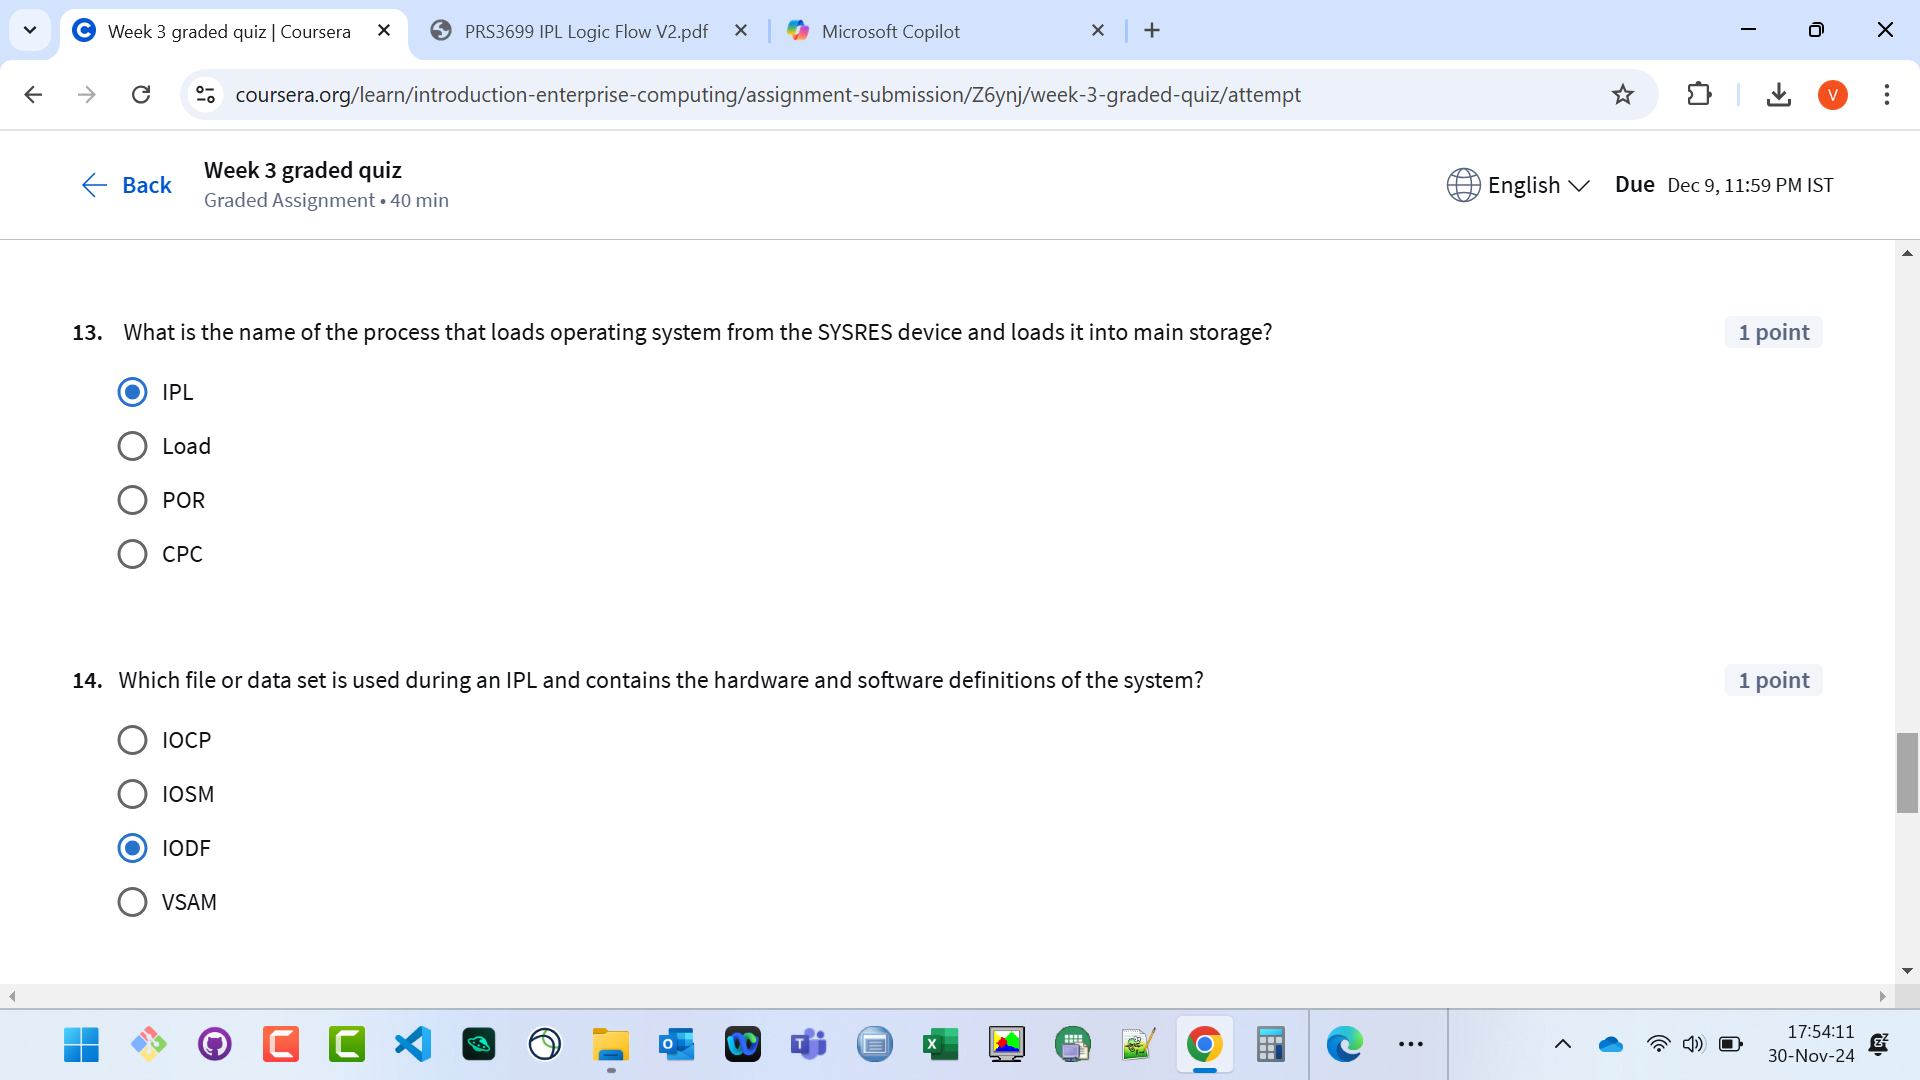 Week 3 graded quiz | Coursera
PRS3699 IPL Logic Flow V2.pdf
Microsoft Copilot
coursera.org/learn/introduction-enterprise-computing/assignment-submission/Z6ynj/week-3-graded-quiz/attempt
V
Back
Week 3 graded quiz
Graded Assignment • 40 min
English
Due Dec 9, 11:59 PM IST
13. What is the name of the process that loads operating system from the SYSRES device and loads it into main storage?
1 point
IPL
Load
POR
CPC
14. Which file or data set is used during an IPL and contains the hardware and software definitions of the system?
1 point
IOCP
IOSM
IODF
VSAM
17:54:11
30-Nov-24